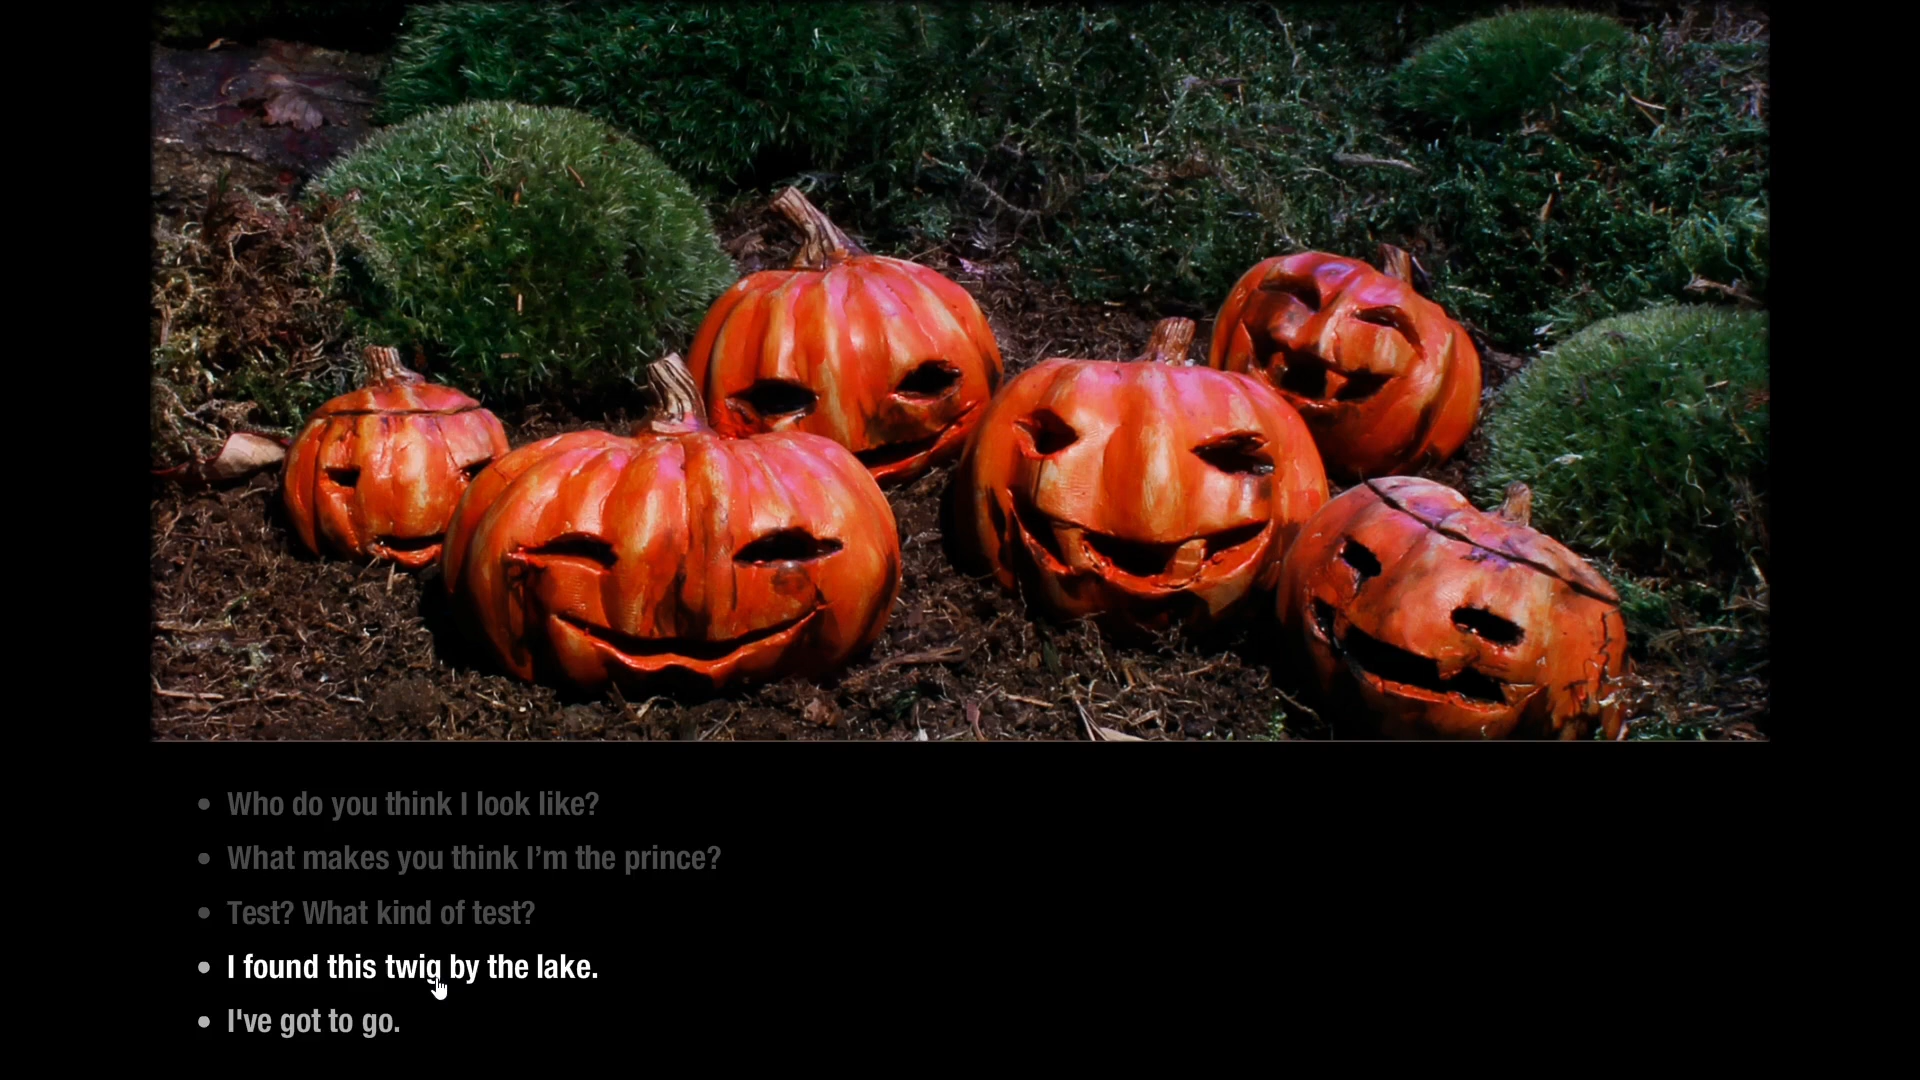 • Who do you think I look like?
• What makes you think I’m the prince?
• Test? What kind of test?
• I found this twig by the lake.
• I've got to go.